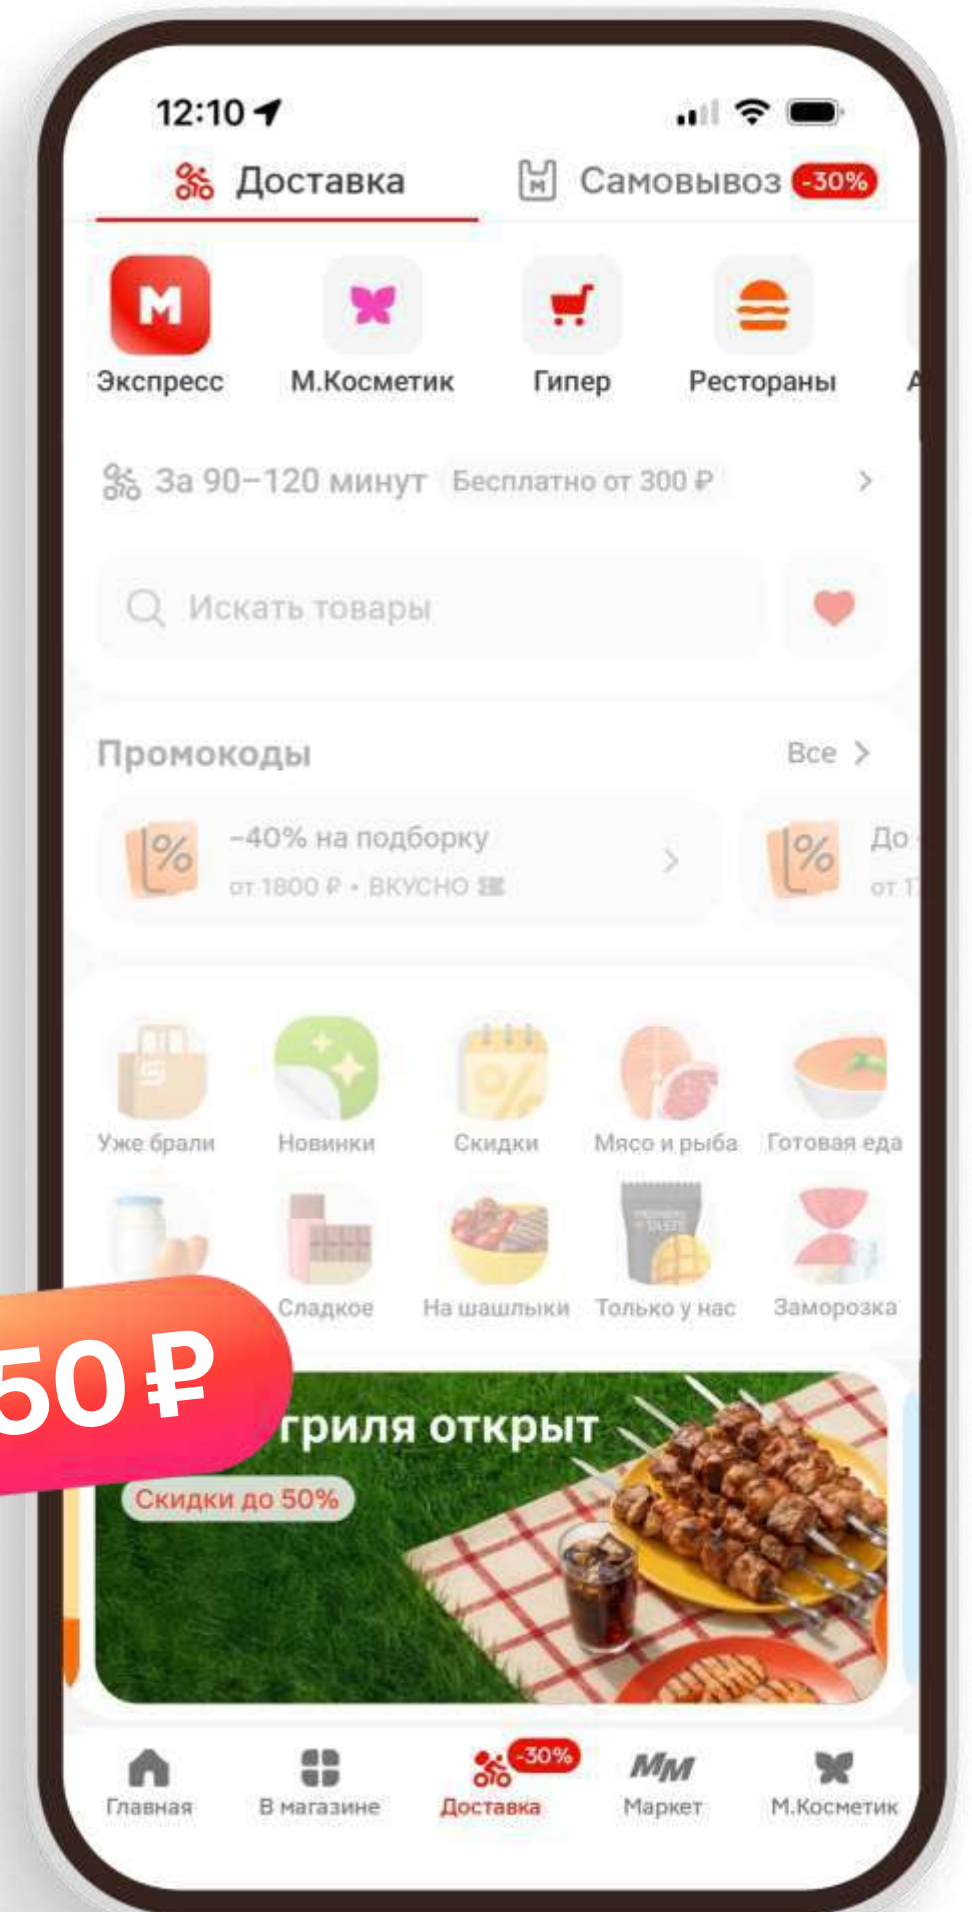 12:10
Доставка
Самовывоз -30%
Экспресс
М.Косметик
Гипер
Рестораны
За 90–120 минут Бесплатно от 300 ₽
Искать товары
Промокоды
Все
-40% на подборку
от 1800 ₽ • ВКУСНО
До
от 1
Уже брали
Новинки
Скидки
Мясо и рыба
Готовая еда
Сладкое
На шашлыки
Только у нас
Заморозка
50 ₽
гриля открыт
Скидки до 50%
-30%
Главная
В магазине
Доставка
Маркет
М.Косметик